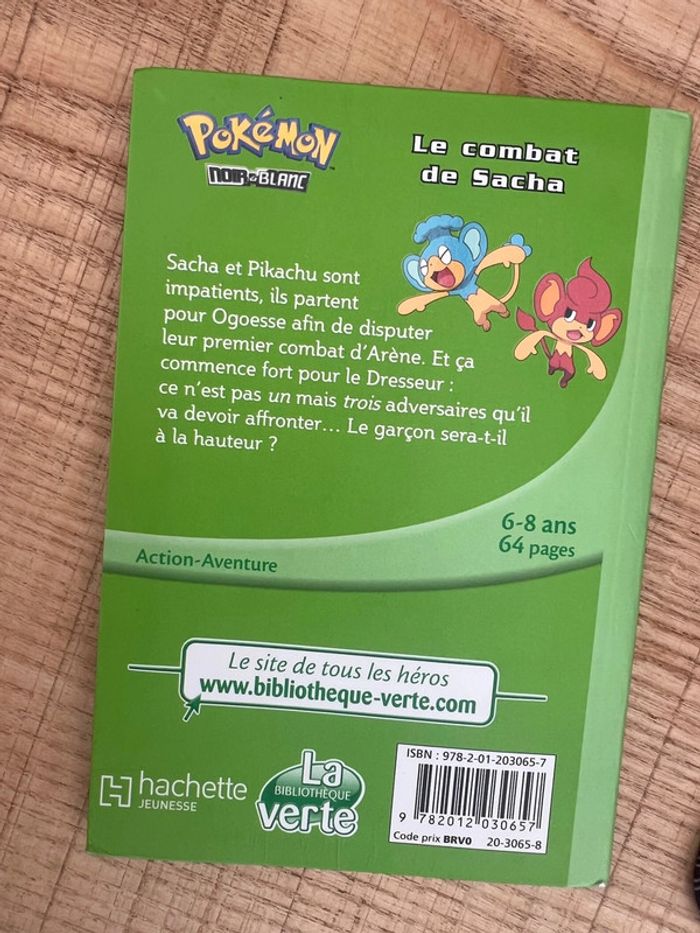 POKéMON™
NOIR & BLANC
Le combat
de Sacha
Sacha et Pikachu sont
impatients, ils partent
pour Ogoesse afin de disputer
leur premier combat d'Arène. Et ça
commence fort pour le Dresseur :
ce n'est pas un mais trois adversaires qu'il
va devoir affronter... Le garçon sera-t-il
à la hauteur ?
6-8 ans
64 pages
Action-Aventure
Le site de tous les héros
www.bibliotheque-verte.com
hachette
JEUNESSE
La
BIBLIOTHÈQUE
verte
ISBN : 978-2-01-203065-7
9 782012 030657
Code prix BRV0 20-3065-8